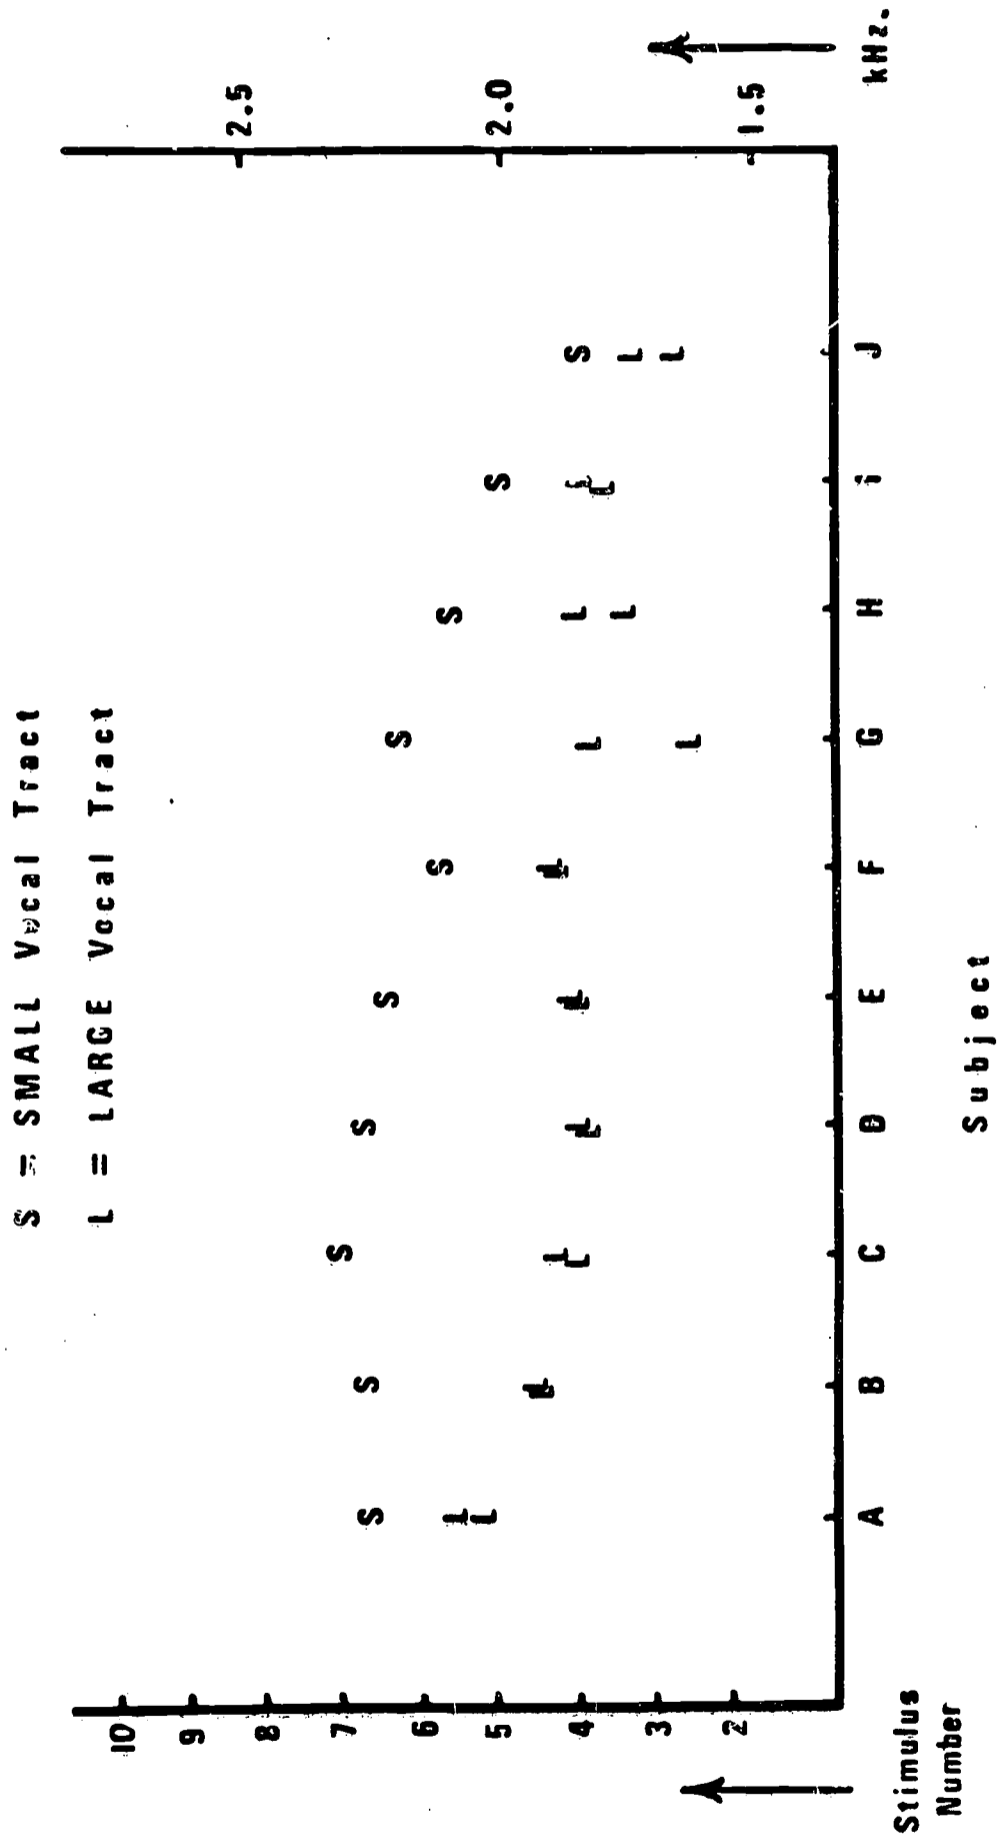 S = SMALL Vocal Tract
L = LARGE Vocal Tract
10
9
8
7
6
5
4
3
2
2.5
2.0
1.5
S S S S S S S S S S
L L L L L L L L S L
L L L L L L L L L L
A B C D E F G H I J
Stimulus
Number
Subject
kHz.